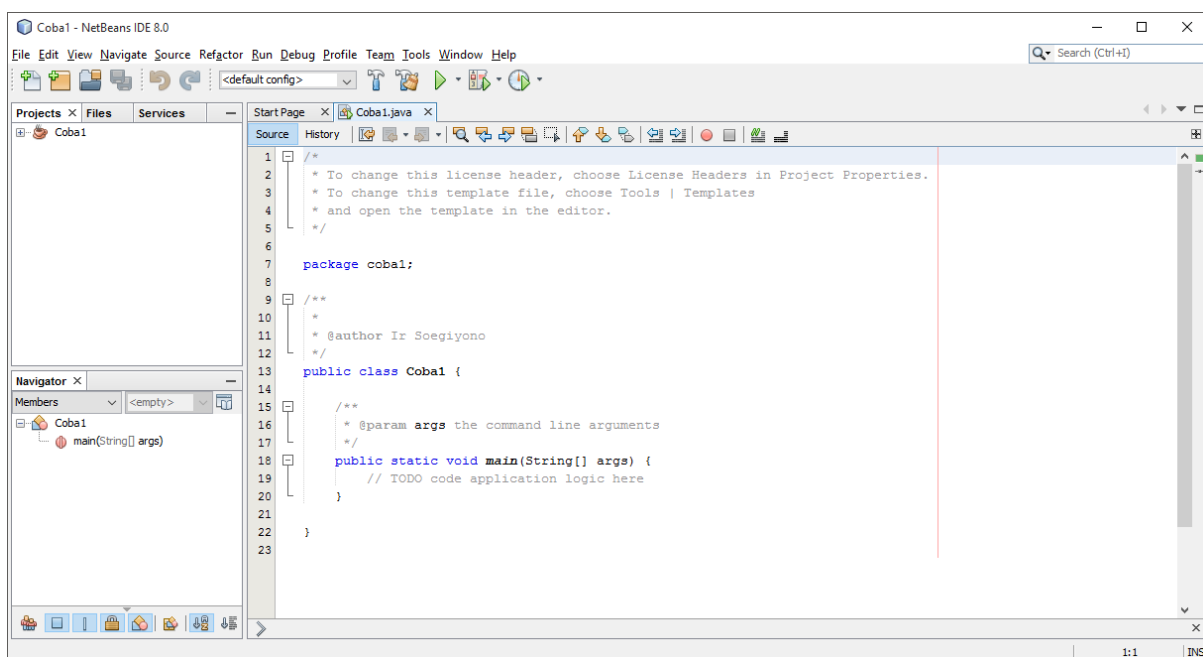 Coba1 - NetBeans IDE 8.0
File Edit View Navigate Source Refactor Run Debug Profile Team Tools Window Help
Search (Ctrl+I)
<default config>
Projects Files Services
Start Page Coba1.java
Coba1
Source History
1 /*
2 * To change this license header, choose License Headers in Project Properties.
3 * To change this template file, choose Tools | Templates
4 * and open the template in the editor.
5 */
6
7 package coba1;
8
9 /**
10 *
11 * @author Ir Soegiyono
12 */
13 public class Coba1 {
14
15 /**
16 * @param args the command line arguments
17 */
18 public static void main(String[] args) {
19 // TODO code application logic here
20 }
21
22 }
23
Navigator
Members <empty>
Coba1
main(String[] args)
1:1 INS